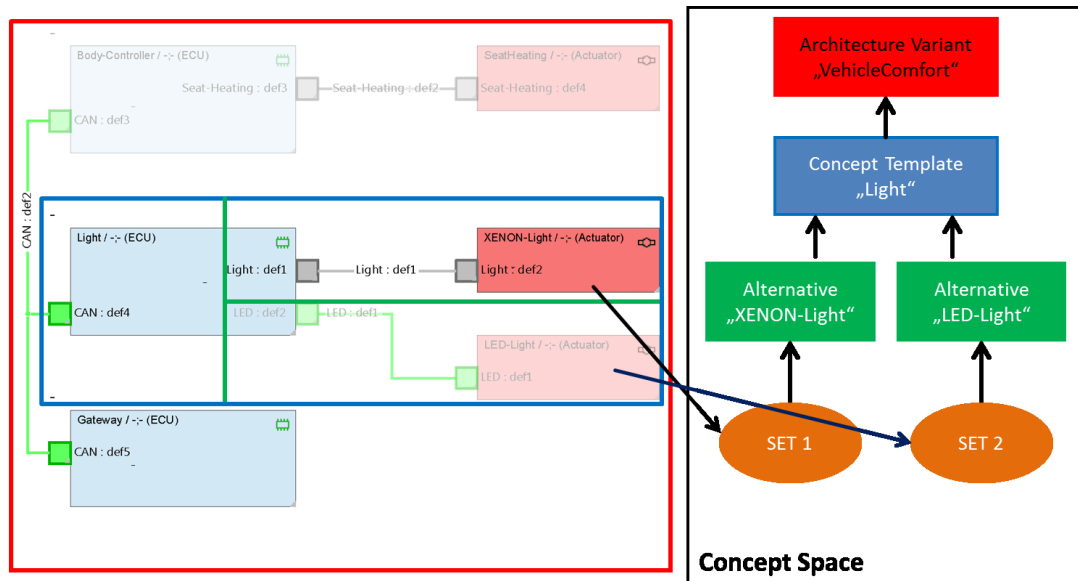 Body-Controller / -;- (ECU)
Seat-Heating : def3
CAN : def3
Seat-Heating : def2
SeatHeating / -;- (Actuator)
Seat-Heating : def4
CAN : def2
Light / -;- (ECU)
Light : def1
CAN : def4
LED : def2
Light : def1
XENON-Light / -;- (Actuator)
Light : def2
LED : def1
LED-Light / -;- (Actuator)
LED : def1
Gateway / -;- (ECU)
CAN : def5
Architecture Variant
„VehicleComfort“
Concept Template
„Light“
Alternative
„XENON-Light“
Alternative
„LED-Light“
SET 1
SET 2
Concept Space